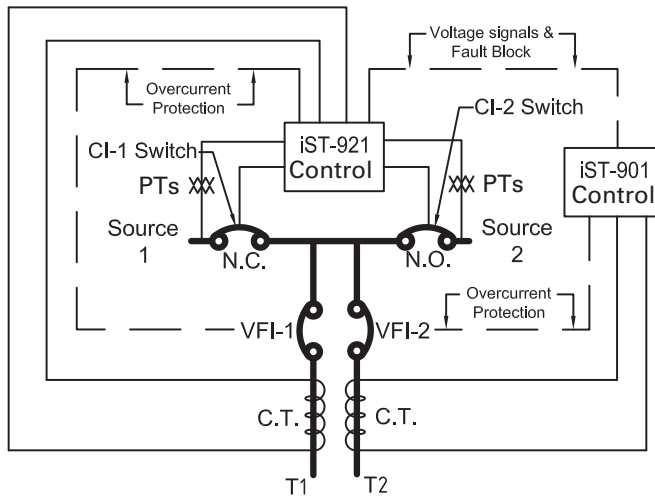 Voltage signals &
Fault Block
Overcurrent
Protection
CI-2 Switch
iST-921
Control
CI-1 Switch
iST-901
Control
PTs
PTs
Source
1
Source
2
N.C.
N.O.
Overcurrent
Protection
VFI-1
VFI-2
C.T.
C.T.
T1
T2